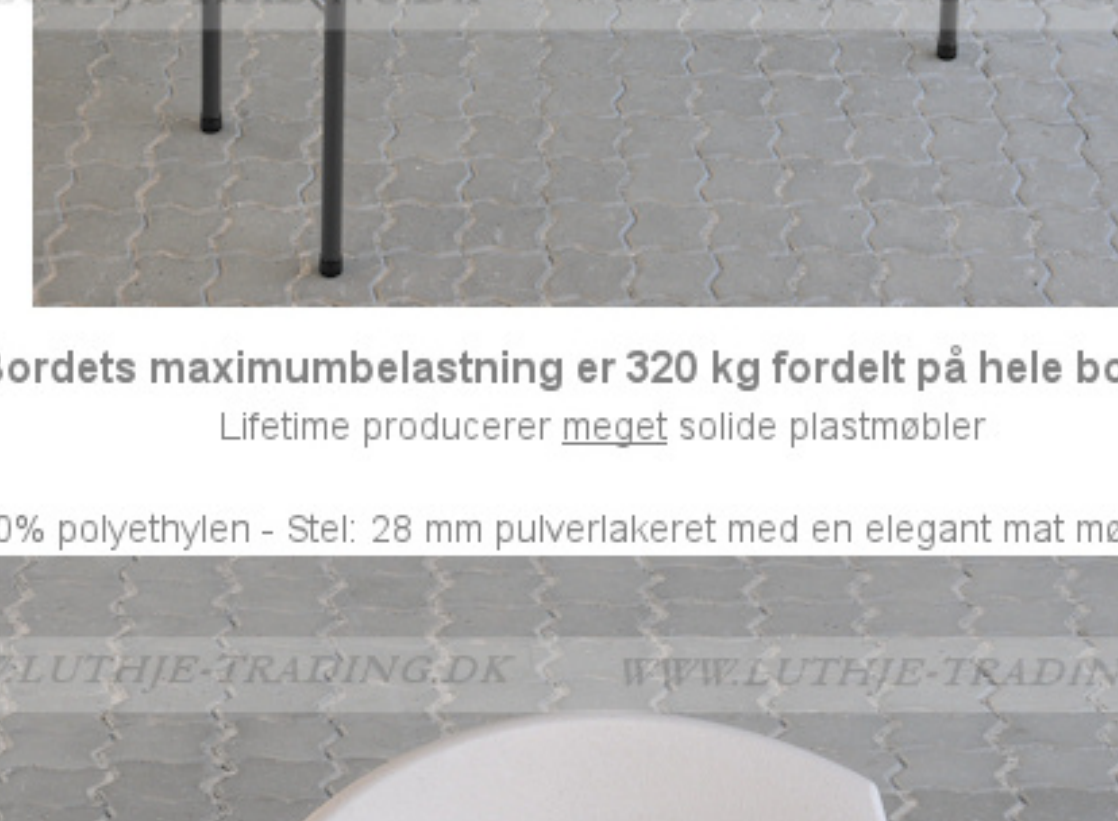 Bordets maximumbelastning er 320 kg fordelt på hele bo
Lifetime producerer meget solide plastmøbler
0% polyethylen - Stel: 28 mm pulverlakeret med en elegant mat mø
.LUTHJE-TRADING.DK WWW.LUTHJE-TRADIN